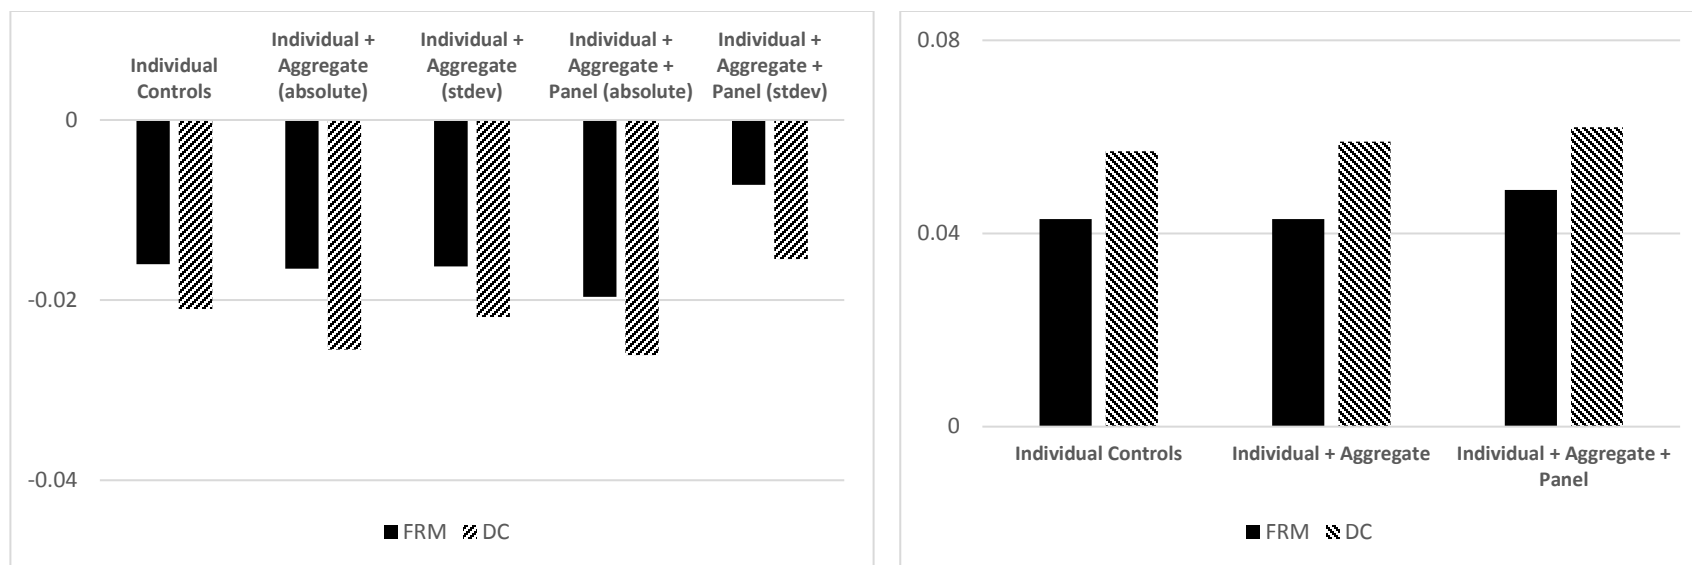 Individual
Controls
Individual +
Aggregate
(absolute)
Individual +
Aggregate
(stdev)
Individual +
Aggregate +
Panel (absolute)
Individual +
Aggregate +
Panel (stdev)
0
-0.02
-0.04
FRM DC
0.08
0.04
0
Individual Controls
Individual + Aggregate
Individual + Aggregate +
Panel
FRM DC